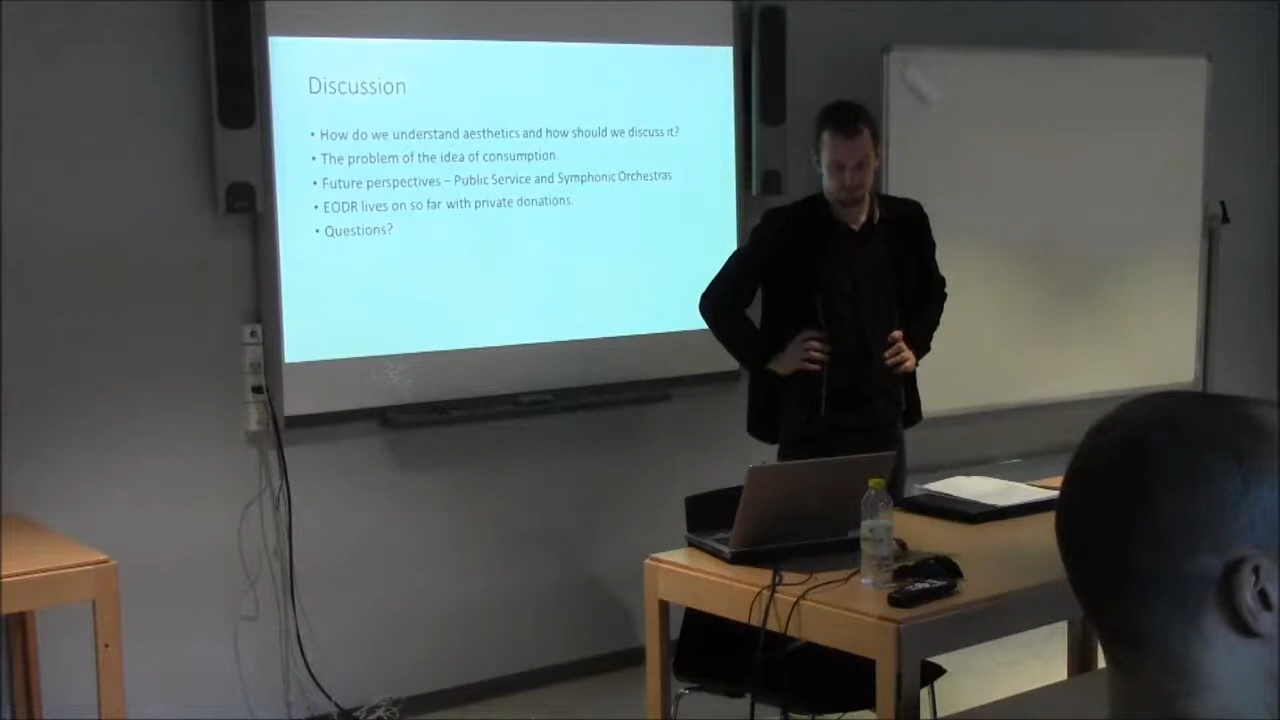 Discussion
• How do we understand aesthetics and how should we discuss it?
• The problem of the idea of consumption
• Future perspectives – Public Service and Symphonic Orchestras
• EODR lives on so far with private donations.
• Questions?